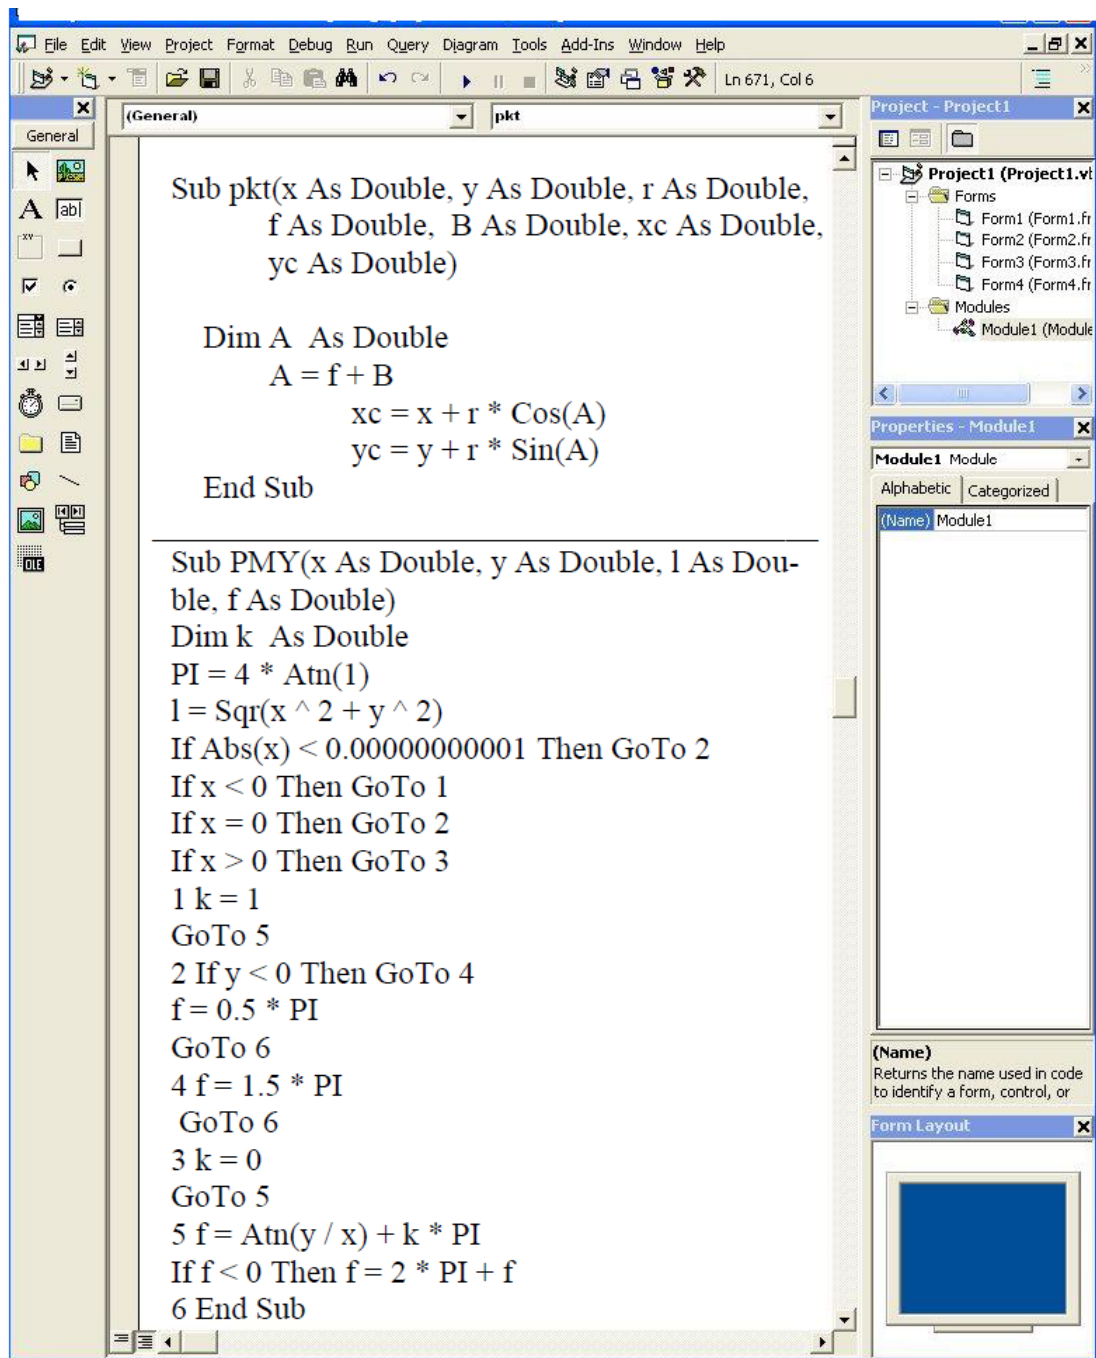 File Edit View Project Format Debug Run Query Diagram Tools Add-Ins Window Help
Ln 671, Col 6
General
(General) pkt
Sub pkt(x As Double, y As Double, r As Double,
f As Double, B As Double, xc As Double,
yc As Double)
Dim A As Double
A = f + B
xc = x + r * Cos(A)
yc = y + r * Sin(A)
End Sub
Sub PMY(x As Double, y As Double, l As Dou-
ble, f As Double)
Dim k As Double
PI = 4 * Atn(1)
l = Sqr(x ^ 2 + y ^ 2)
If Abs(x) < 0.00000000001 Then GoTo 2
If x < 0 Then GoTo 1
If x = 0 Then GoTo 2
If x > 0 Then GoTo 3
1 k = 1
GoTo 5
2 If y < 0 Then GoTo 4
f = 0.5 * PI
GoTo 6
4 f = 1.5 * PI
GoTo 6
3 k = 0
GoTo 5
5 f = Atn(y / x) + k * PI
If f < 0 Then f = 2 * PI + f
6 End Sub
Project - Project1
Project1 (Project1.vb
Forms
Form1 (Form1.fr
Form2 (Form2.fr
Form3 (Form3.fr
Form4 (Form4.fr
Modules
Module1 (Module
Properties - Module1
Module1 Module
Alphabetic Categorized
(Name) Module1
(Name)
Returns the name used in code
to identify a form, control, or
Form Layout
A
abl
XY
OLE